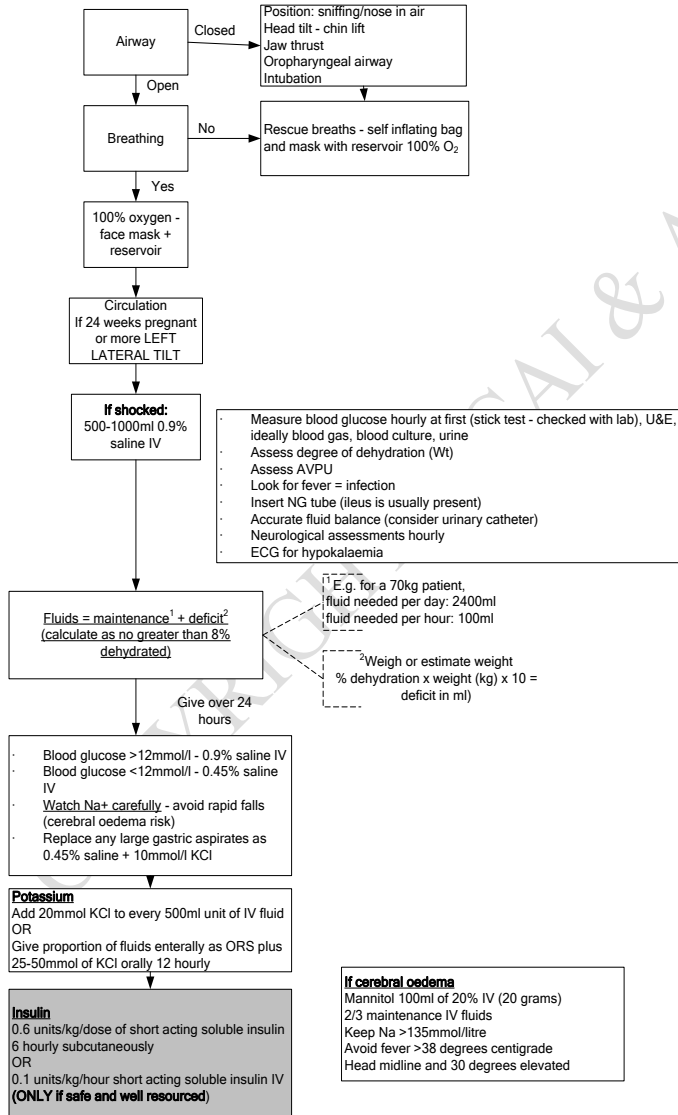 Airway
Closed
Position: sniffing/nose in air
Head tilt - chin lift
Jaw thrust
Oropharyngeal airway
Intubation
Open
Breathing
No
Rescue breaths - self inflating bag
and mask with reservoir 100% O₂
Yes
100% oxygen -
face mask +
reservoir
Circulation
If 24 weeks pregnant
or more LEFT
LATERAL TILT
If shocked:
500-1000ml 0.9%
saline IV
· Measure blood glucose hourly at first (stick test - checked with lab), U&E,
ideally blood gas, blood culture, urine
· Assess degree of dehydration (Wt)
· Assess AVPU
· Look for fever = infection
· Insert NG tube (ileus is usually present)
· Accurate fluid balance (consider urinary catheter)
· Neurological assessments hourly
· ECG for hypokalaemia
Fluids = maintenance¹ + deficit²
(calculate as no greater than 8%
dehydrated)
¹E.g. for a 70kg patient,
fluid needed per day: 2400ml
fluid needed per hour: 100ml
²Weigh or estimate weight
% dehydration x weight (kg) x 10 =
deficit in ml)
Give over 24
hours
· Blood glucose >12mmol/l - 0.9% saline IV
· Blood glucose <12mmol/l - 0.45% saline
IV
· Watch Na+ carefully - avoid rapid falls
(cerebral oedema risk)
· Replace any large gastric aspirates as
0.45% saline + 10mmol/l KCl
Potassium
Add 20mmol KCl to every 500ml unit of IV fluid
OR
Give proportion of fluids enterally as ORS plus
25-50mmol of KCl orally 12 hourly
Insulin
0.6 units/kg/dose of short acting soluble insulin
6 hourly subcutaneously
OR
0.1 units/kg/hour short acting soluble insulin IV
(ONLY if safe and well resourced)
If cerebral oedema
Mannitol 100ml of 20% IV (20 grams)
2/3 maintenance IV fluids
Keep Na >135mmol/litre
Avoid fever >38 degrees centigrade
Head midline and 30 degrees elevated